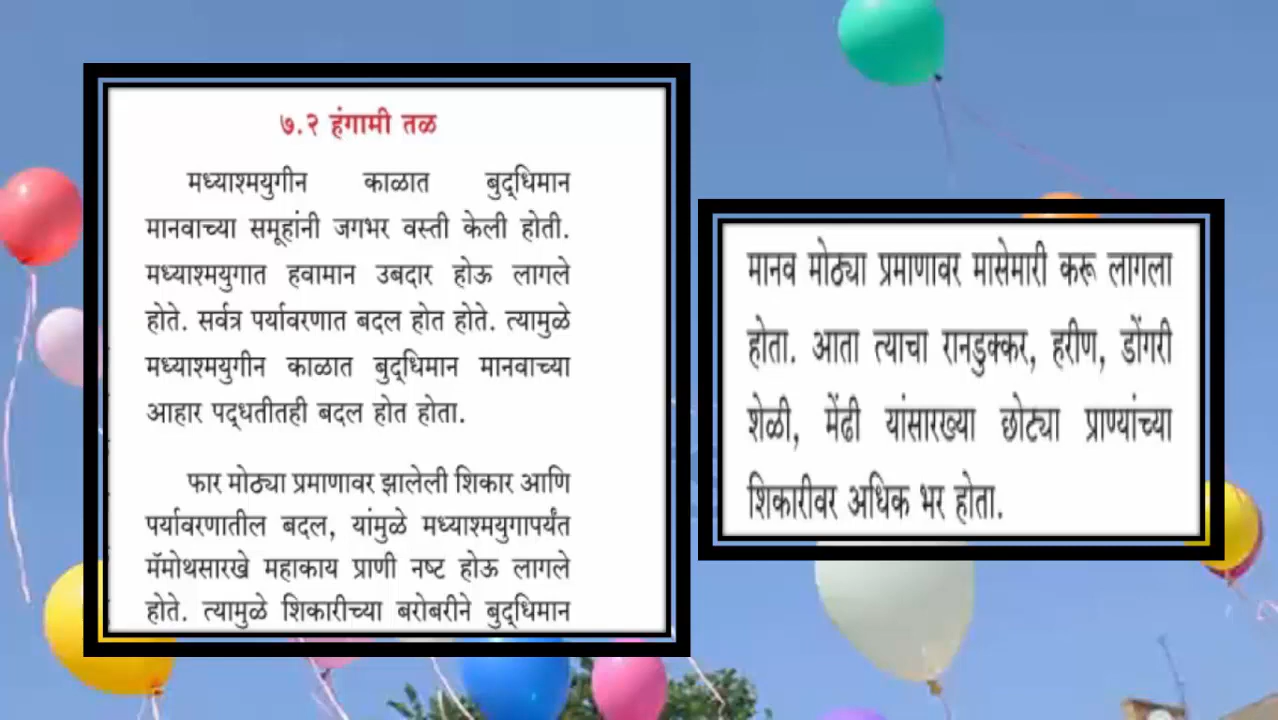 ७.२ हंगामी तळ
मध्याश्मयुगीन काळात बुद्‌धिमान
मानवाच्या समूहांनी जगभर वस्ती केली होती.
मध्याश्मयुगात हवामान उबदार होऊ लागले
होते. सर्वत्र पर्यावरणात बदल होत होते. त्यामुळे
मध्याश्मयुगीन काळात बुद्‌धिमान मानवाच्या
आहार पद्‌धतीतही बदल होत होता.
फार मोठ्या प्रमाणावर झालेली शिकार आणि
पर्यावरणातील बदल, यांमुळे मध्याश्मयुगापर्यंत
मॅमोथसारखे महाकाय प्राणी नष्ट होऊ लागले
होते. त्यामुळे शिकारीच्या बरोबरीने बुद्‌धिमान
मानव मोठ्या प्रमाणावर मासेमारी करू लागला
होता. आता त्याचा रानडुक्कर, हरीण, डोंगरी
शेळी, मेंढी यांसारख्या छोट्या प्राण्यांच्या
शिकारीवर अधिक भर होता.